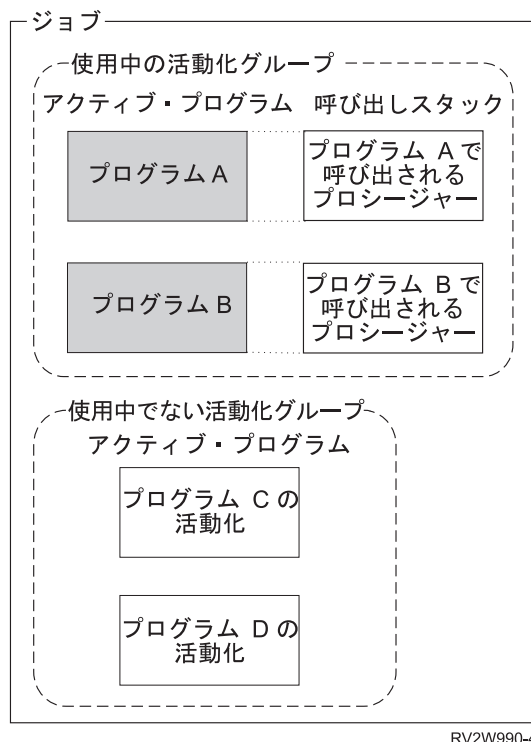 ジョブ
使用中の活動化グループ
アクティブ・プログラム 呼び出しスタック
プログラム A
プログラム A で
呼び出される
プロシージャー
プログラム B
プログラム B で
呼び出される
プロシージャー
使用中でない活動化グループ
アクティブ・プログラム
プログラム C の
活動化
プログラム D の
活動化
RV2W990-4